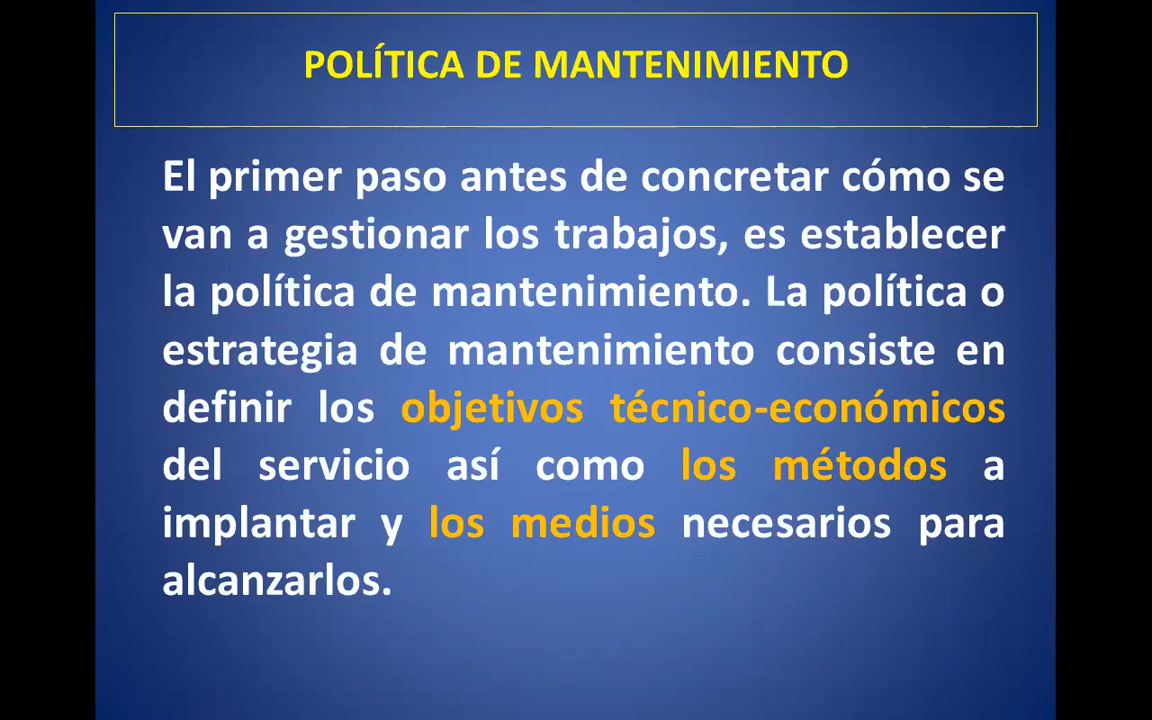 POLÍTICA DE MANTENIMIENTO
El primer paso antes de concretar cómo se
van a gestionar los trabajos, es establecer
la política de mantenimiento. La política o
estrategia de mantenimiento consiste en
definir los objetivos técnico-económicos
del servicio así como los métodos a
implantar y los medios necesarios para
alcanzarlos.